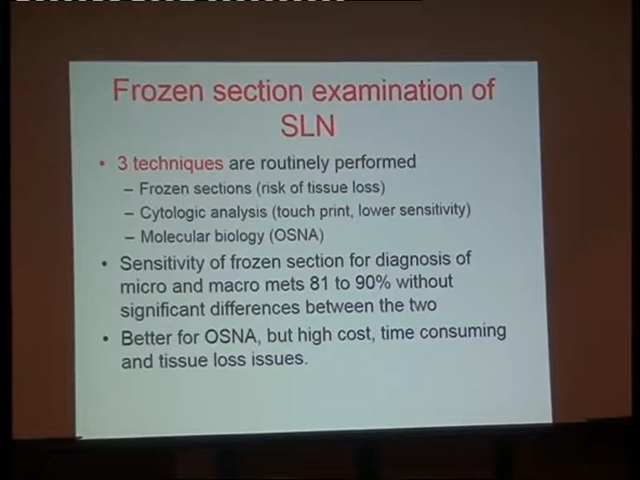 Frozen section examination of
SLN
• 3 techniques are routinely performed
– Frozen sections (risk of tissue loss)
– Cytologic analysis (touch print, lower sensitivity)
– Molecular biology (OSNA)
• Sensitivity of frozen section for diagnosis of
micro and macro mets 81 to 90% without
significant differences between the two
• Better for OSNA, but high cost, time consuming
and tissue loss issues.